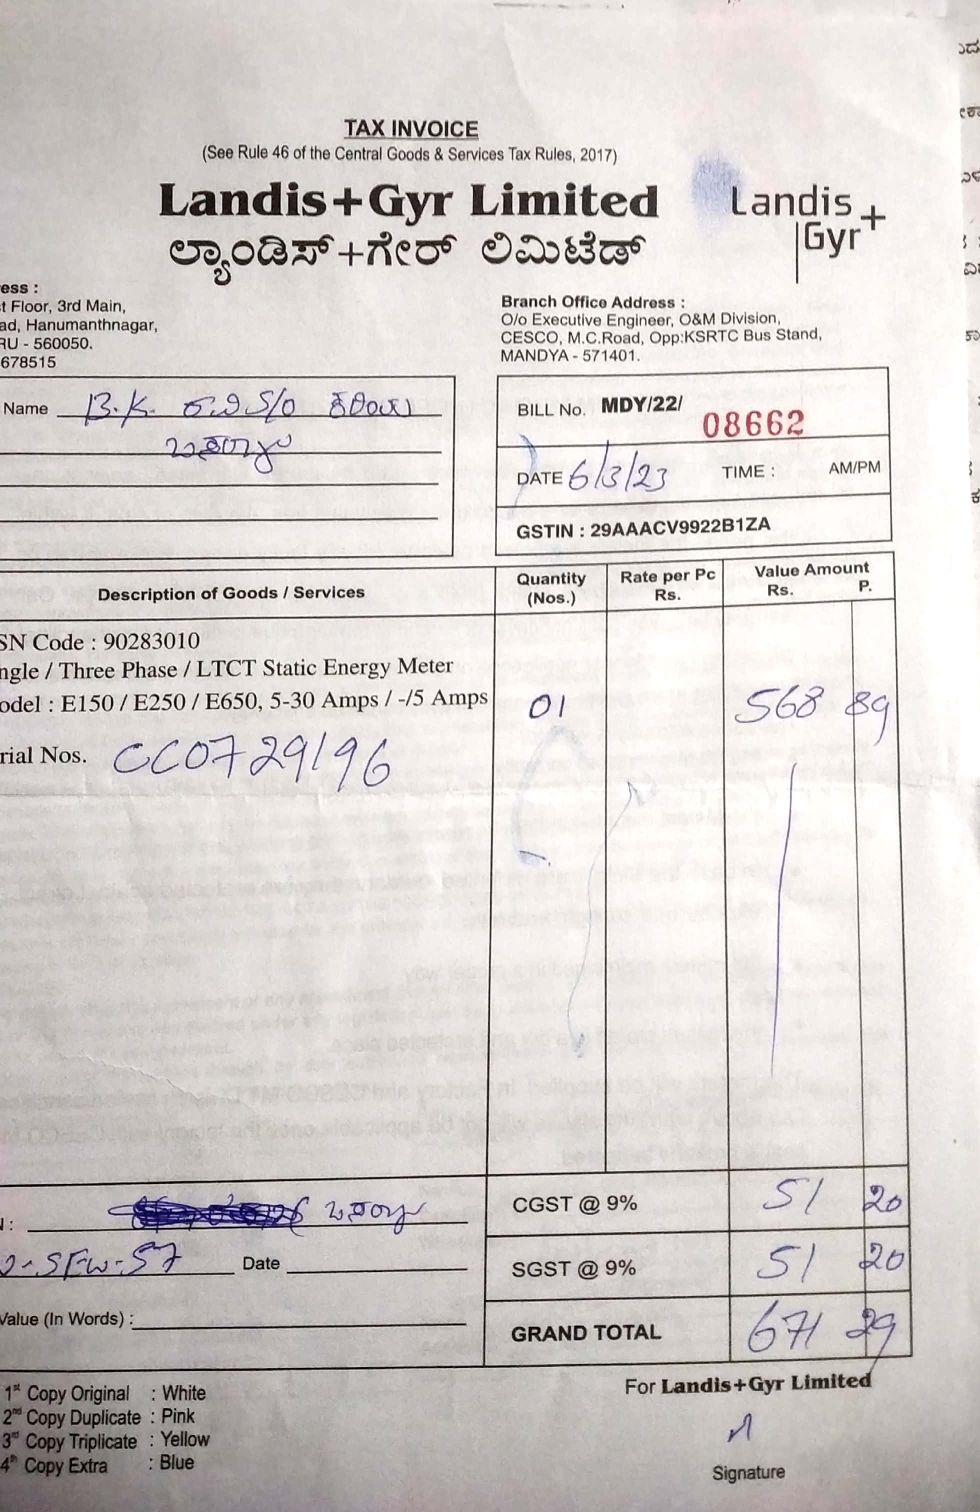 TAX INVOICE
(See Rule 46 of the Central Goods & Services Tax Rules, 2017)
Landis+Gyr Limited
ಲ್ಯಾಂಡಿಸ್+ಗೇರ್ ಲಿಮಿಟೆಡ್
Landis
Gyr+
ess :
t Floor, 3rd Main,
ad, Hanumanthnagar,
RU - 560050.
678515
Branch Office Address :
O/o Executive Engineer, O&M Division,
CESCO, M.C.Road, Opp:KSRTC Bus Stand,
MANDYA - 571401.
Name B.K. ರವಿ S/O
BILL No. MDY/22/ 08662
DATE 6/3/23 TIME : AM/PM
GSTIN : 29AAACV9922B1ZA
Description of Goods / Services
Quantity (Nos.)
Rate per Pc Rs.
Value Amount
Rs. P.
SN Code : 90283010
ngle / Three Phase / LTCT Static Energy Meter
odel : E150 / E250 / E650, 5-30 Amps / -/5 Amps 01 568 89
rial Nos. CC0729196
CGST @ 9% 51 20
SGST @ 9% 51 20
Date
Value (In Words) :
GRAND TOTAL 671 29
1st Copy Original : White
2nd Copy Duplicate : Pink
3rd Copy Triplicate : Yellow
4th Copy Extra : Blue
For Landis+Gyr Limited
Signature